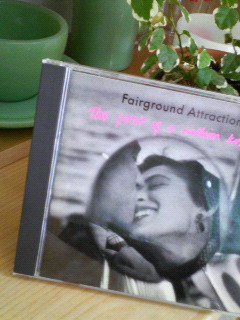 Fairground Attraction
The first of a million k